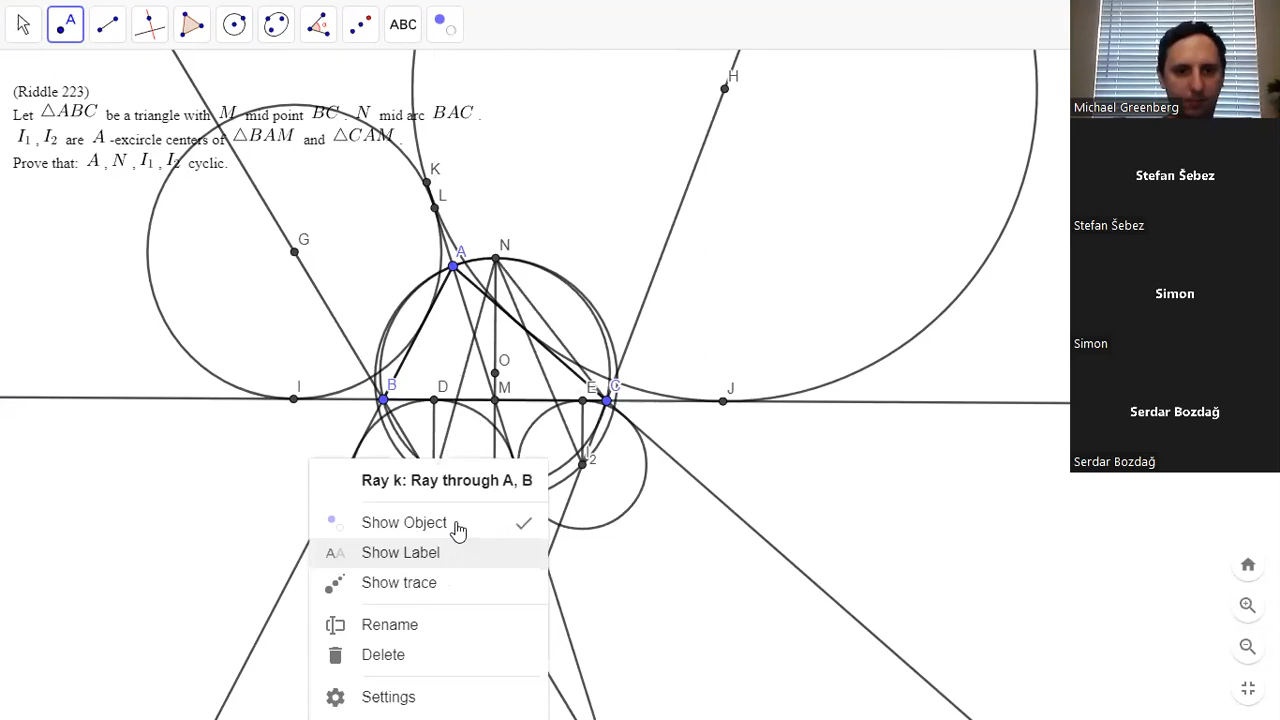 ABC
(Riddle 223)
Let △ABC be a triangle with M mid point BC . N mid arc BAC .
I₁ , I₂ are A -excircle centers of △BAM and △CAM .
Prove that: A , N , I₁ , I₂ cyclic.
H
K
L
G
A
N
O
I
B
D
M
E
C
J
I₂
Ray k: Ray through A, B
Show Object
AA Show Label
Show trace
Rename
Delete
Settings
Michael Greenberg
Stefan Šebez
Stefan Šebez
Simon
Simon
Serdar Bozdağ
Serdar Bozdağ